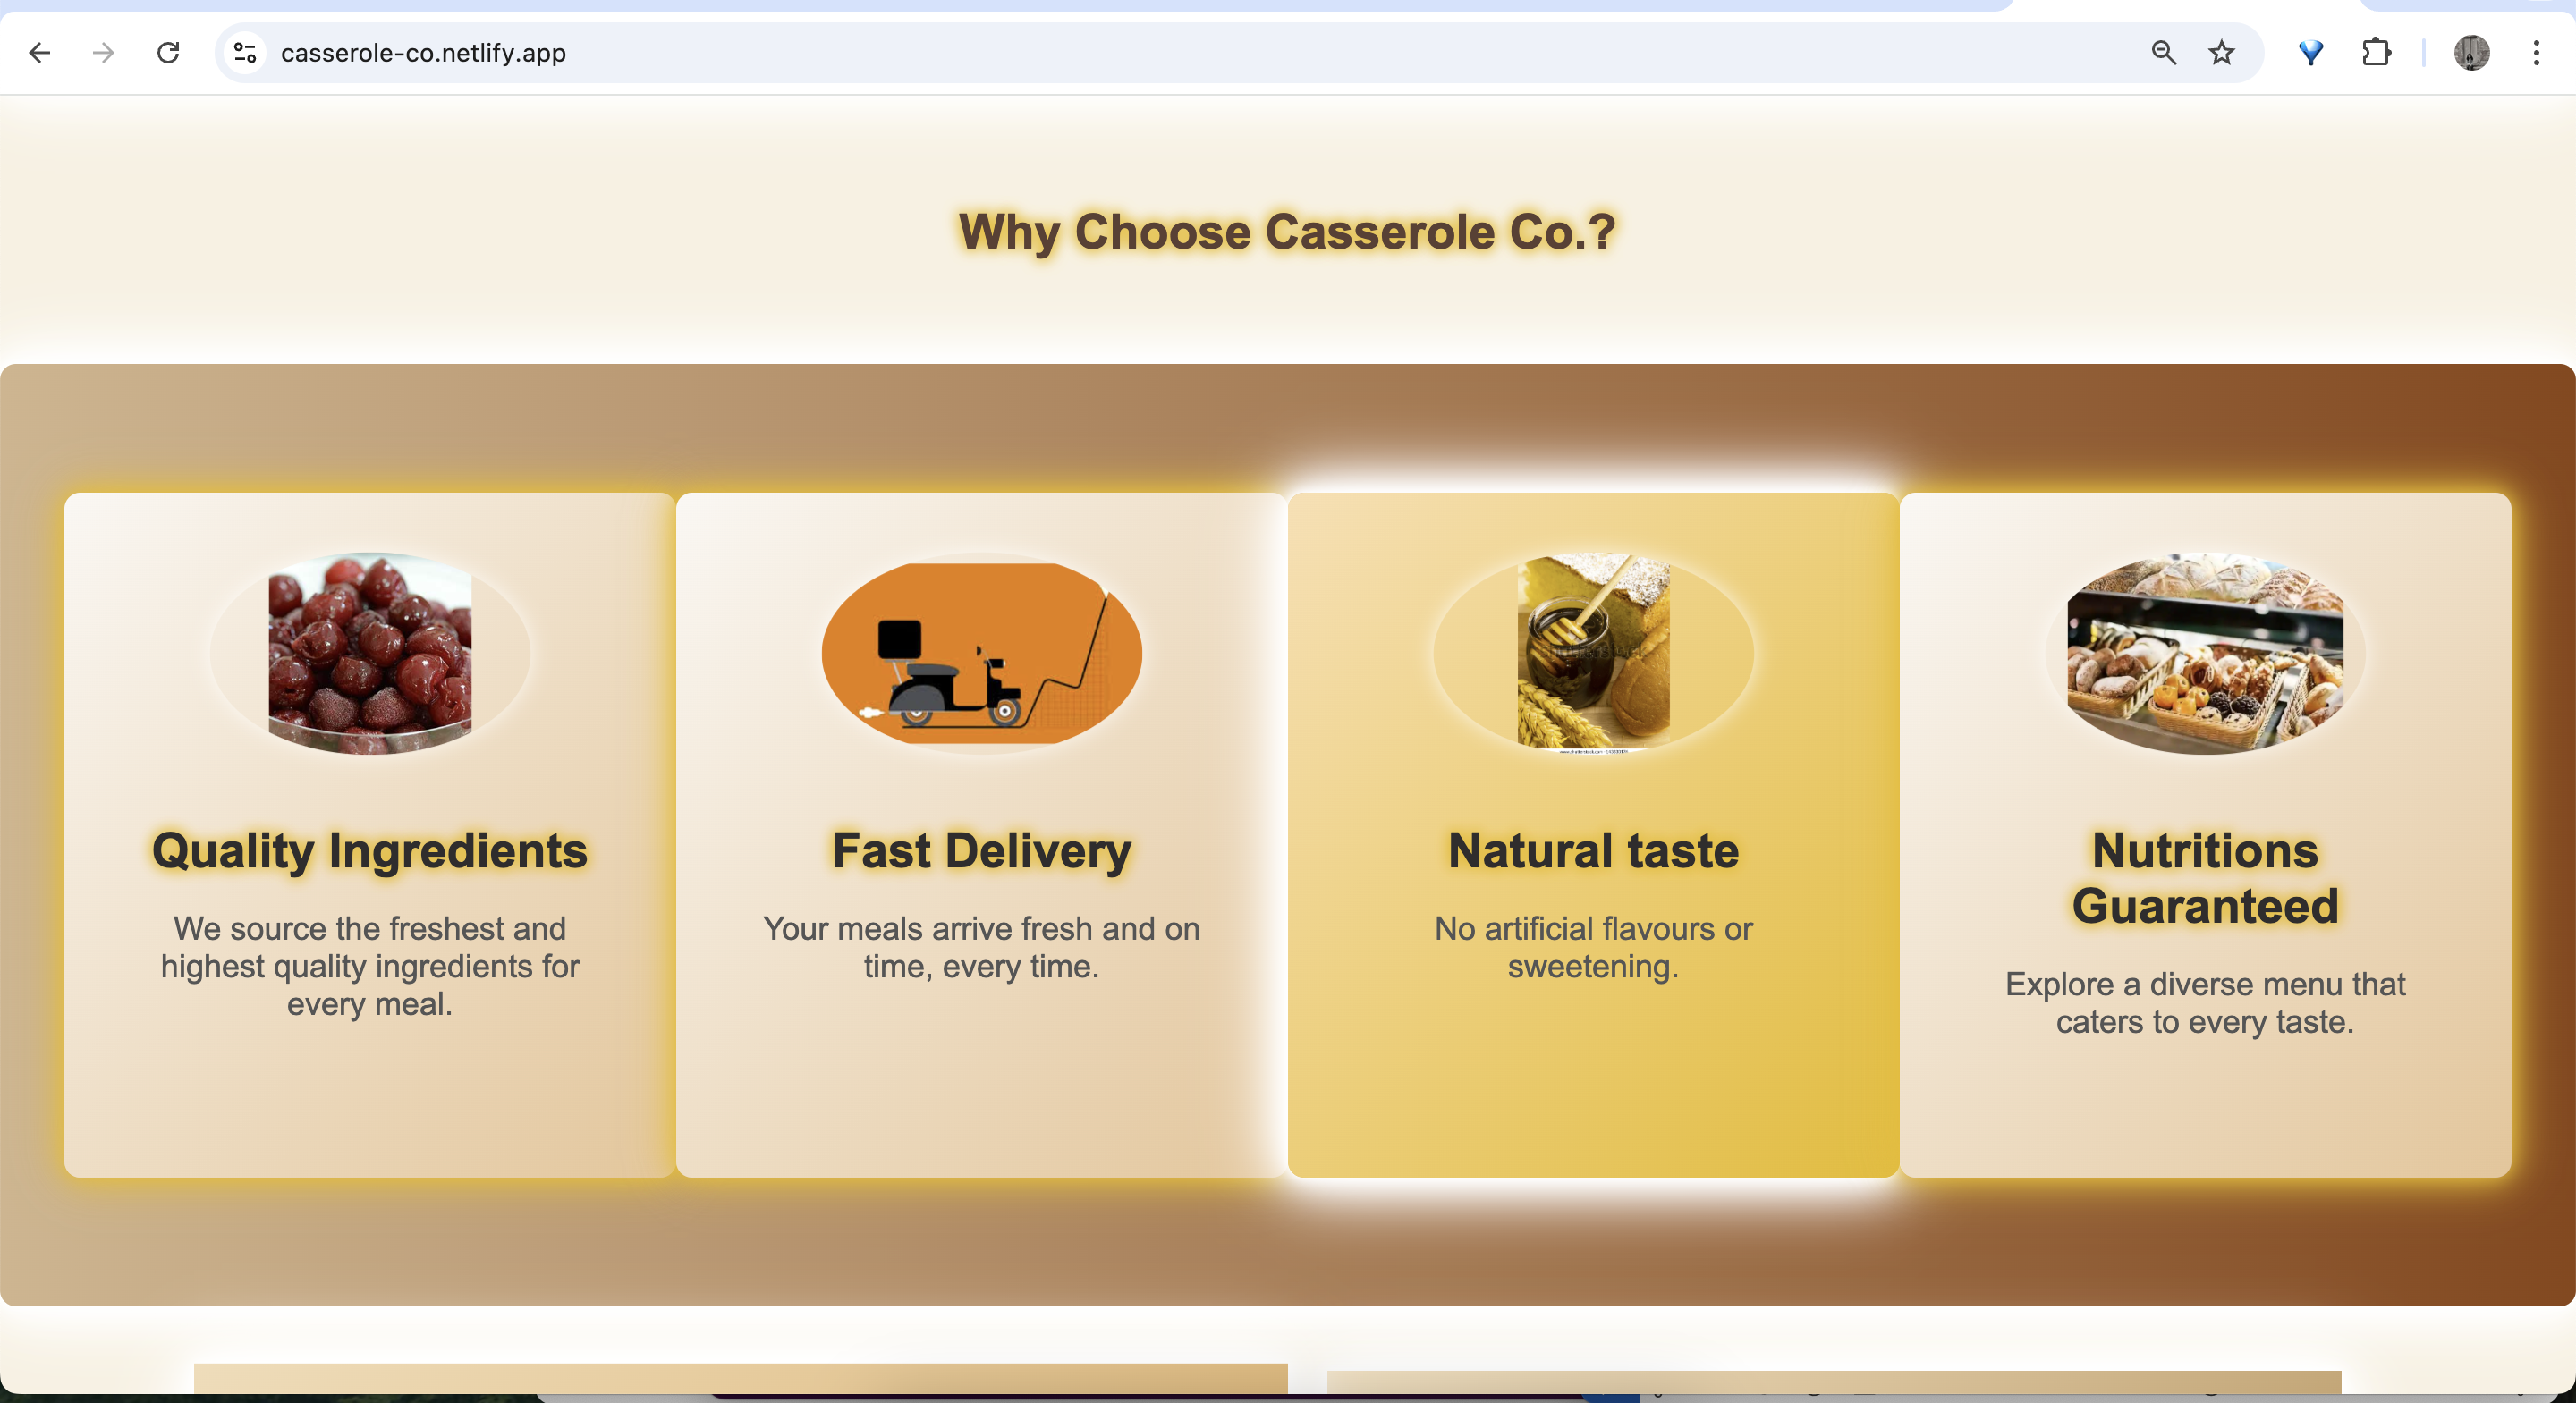 casserole-co.netlify.app
Why Choose Casserole Co.?
Quality Ingredients
We source the freshest and
highest quality ingredients for
every meal.
Fast Delivery
Your meals arrive fresh and on
time, every time.
shutterstock
Natural taste
No artificial flavours or
sweetening.
Nutritions
Guaranteed
Explore a diverse menu that
caters to every taste.